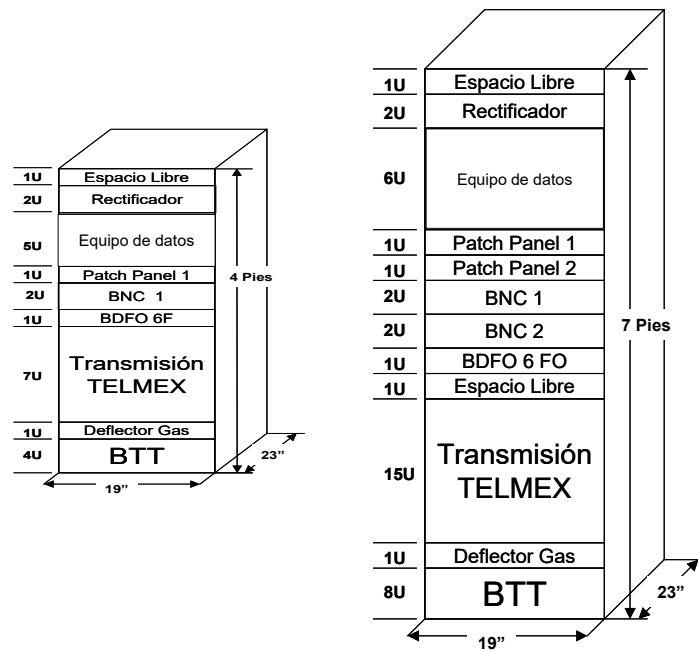 1U Espacio Libre
2U Rectificador
5U Equipo de datos
1U Patch Panel 1
2U BNC 1
1U BDFO 6F
7U Transmisión
TELMEX
1U Deflector Gas
4U BTT
4 Pies
19”
23”
1U Espacio Libre
2U Rectificador
6U Equipo de datos
1U Patch Panel 1
1U Patch Panel 2
2U BNC 1
2U BNC 2
1U BDFO 6 FO
1U Espacio Libre
15U Transmisión
TELMEX
1U Deflector Gas
8U BTT
7 Pies
19”
23”